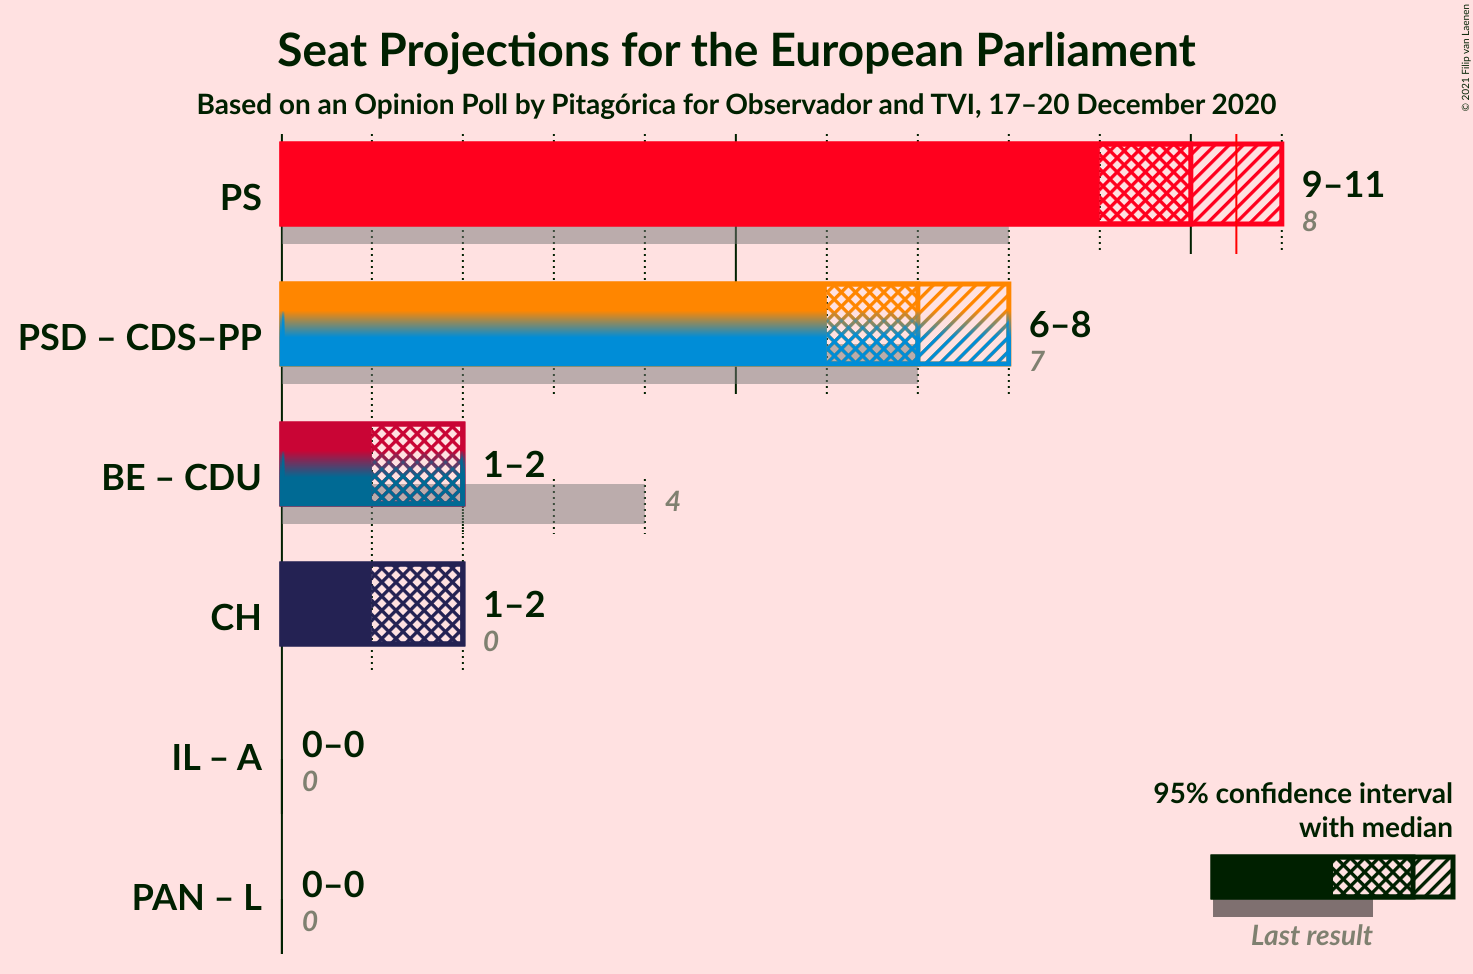 Seat Projections for the European Parliament
Based on an Opinion Poll by Pitagórica for Observador and TVI, 17–20 December 2020
© 2021 Filip van Laenen
PS
9–11
8
PSD – CDS–PP
6–8
7
BE – CDU
1–2
4
CH
1–2
0
IL – A
0–0
0
PAN – L
0–0
0
95% confidence interval
with median
Last result